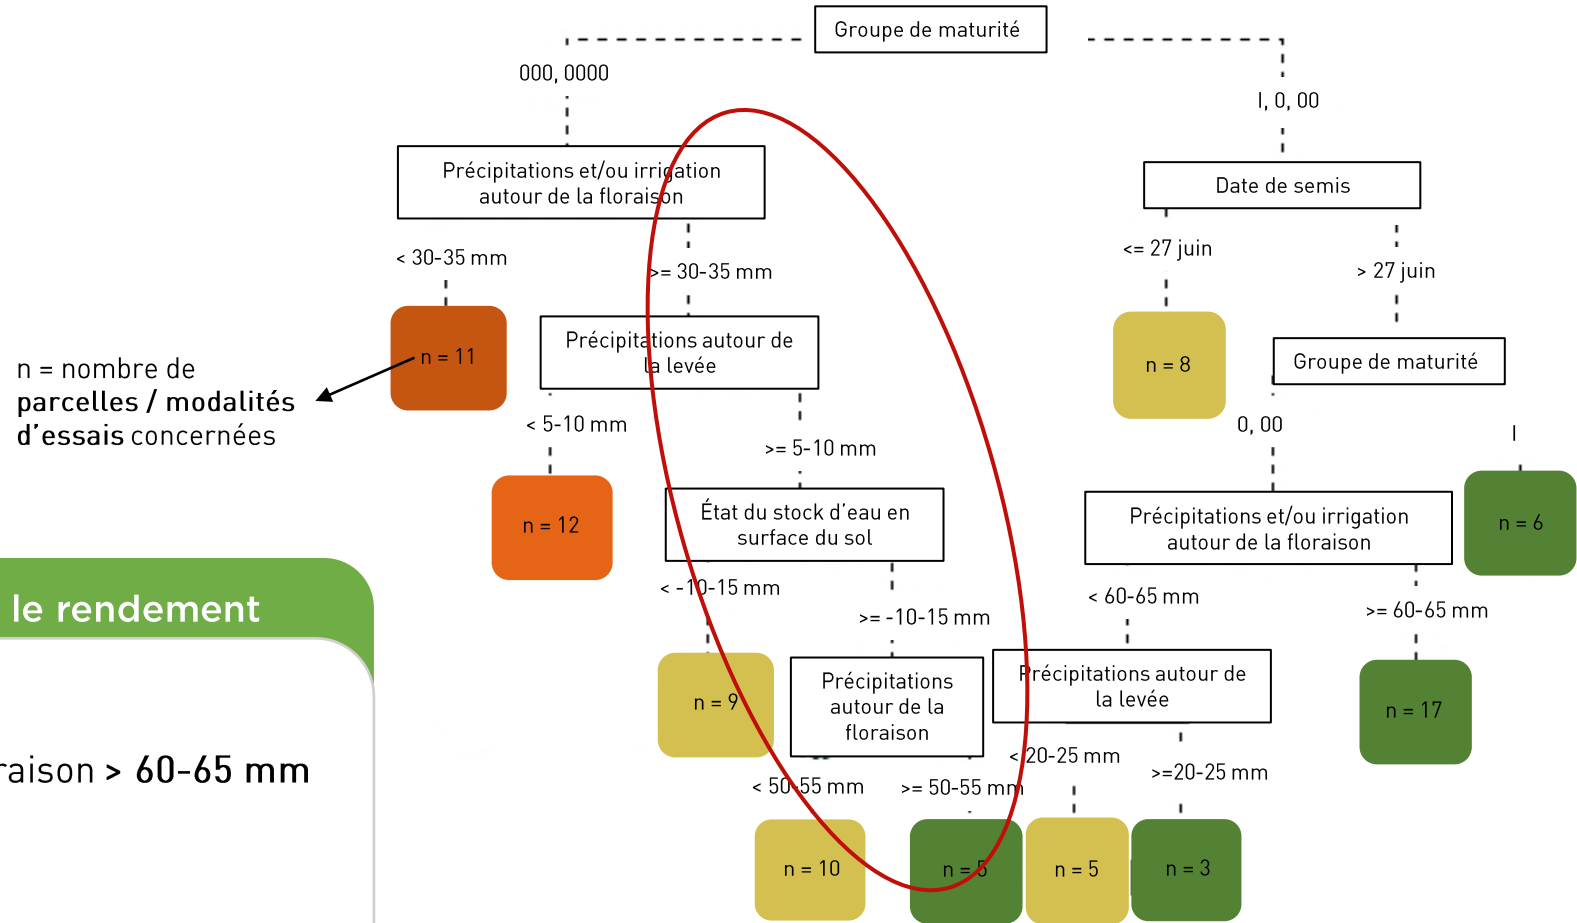 Groupe de maturité
000, 0000
I, 0, 00
Précipitations et/ou irrigation
autour de la floraison
Date de semis
< 30-35 mm
>= 30-35 mm
<= 27 juin
> 27 juin
n = 11
Précipitations autour de
la levée
n = 8
Groupe de maturité
n = nombre de
parcelles / modalités
d'essais concernées
< 5-10 mm
>= 5-10 mm
0, 00
I
n = 12
État du stock d'eau en
surface du sol
Précipitations et/ou irrigation
autour de la floraison
n = 6
< -10-15 mm
>= -10-15 mm
< 60-65 mm
>= 60-65 mm
le rendement
n = 9
Précipitations
autour de la
floraison
Précipitations autour de
la levée
n = 17
raison > 60-65 mm
< 50-55 mm
>= 50-55 mm
< 20-25 mm
>=20-25 mm
n = 10
n = 5
n = 5
n = 3